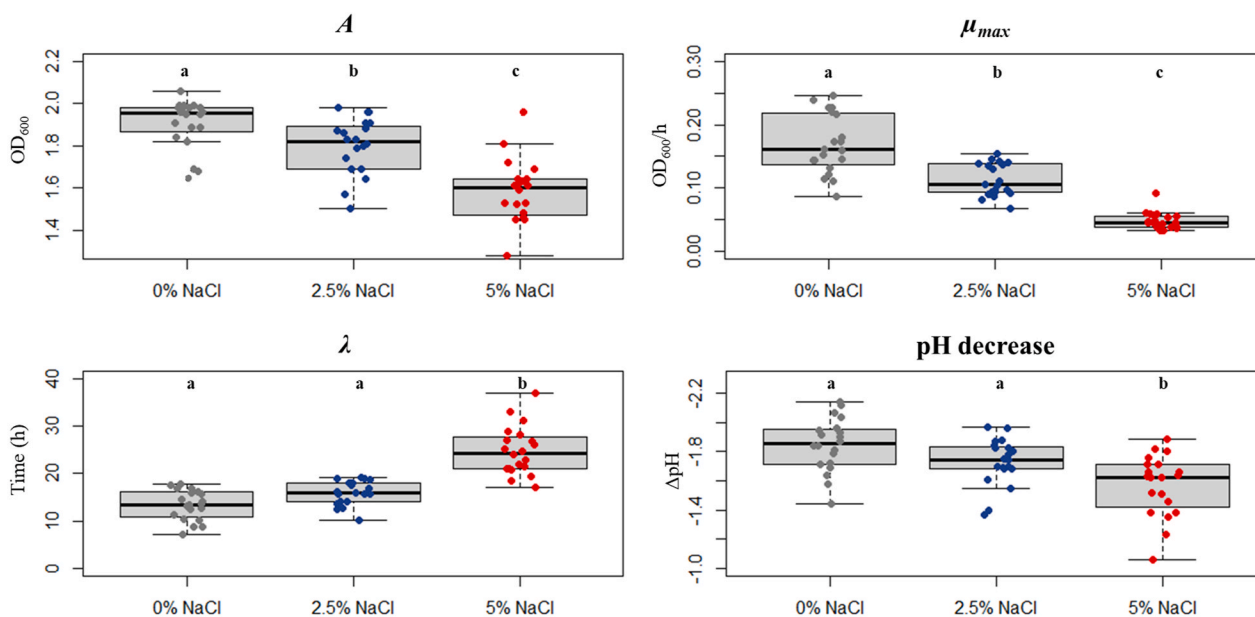 A
OD600
2.2
2.0
1.8
1.6
1.4
a b c
0% NaCl 2.5% NaCl 5% NaCl
μmax
OD600/h
0.30
0.20
0.10
0.00
a b c
0% NaCl 2.5% NaCl 5% NaCl
λ
Time (h)
40
30
20
10
0
a a b
0% NaCl 2.5% NaCl 5% NaCl
pH decrease
ΔpH
-2.2
-1.8
-1.4
-1.0
a a b
0% NaCl 2.5% NaCl 5% NaCl